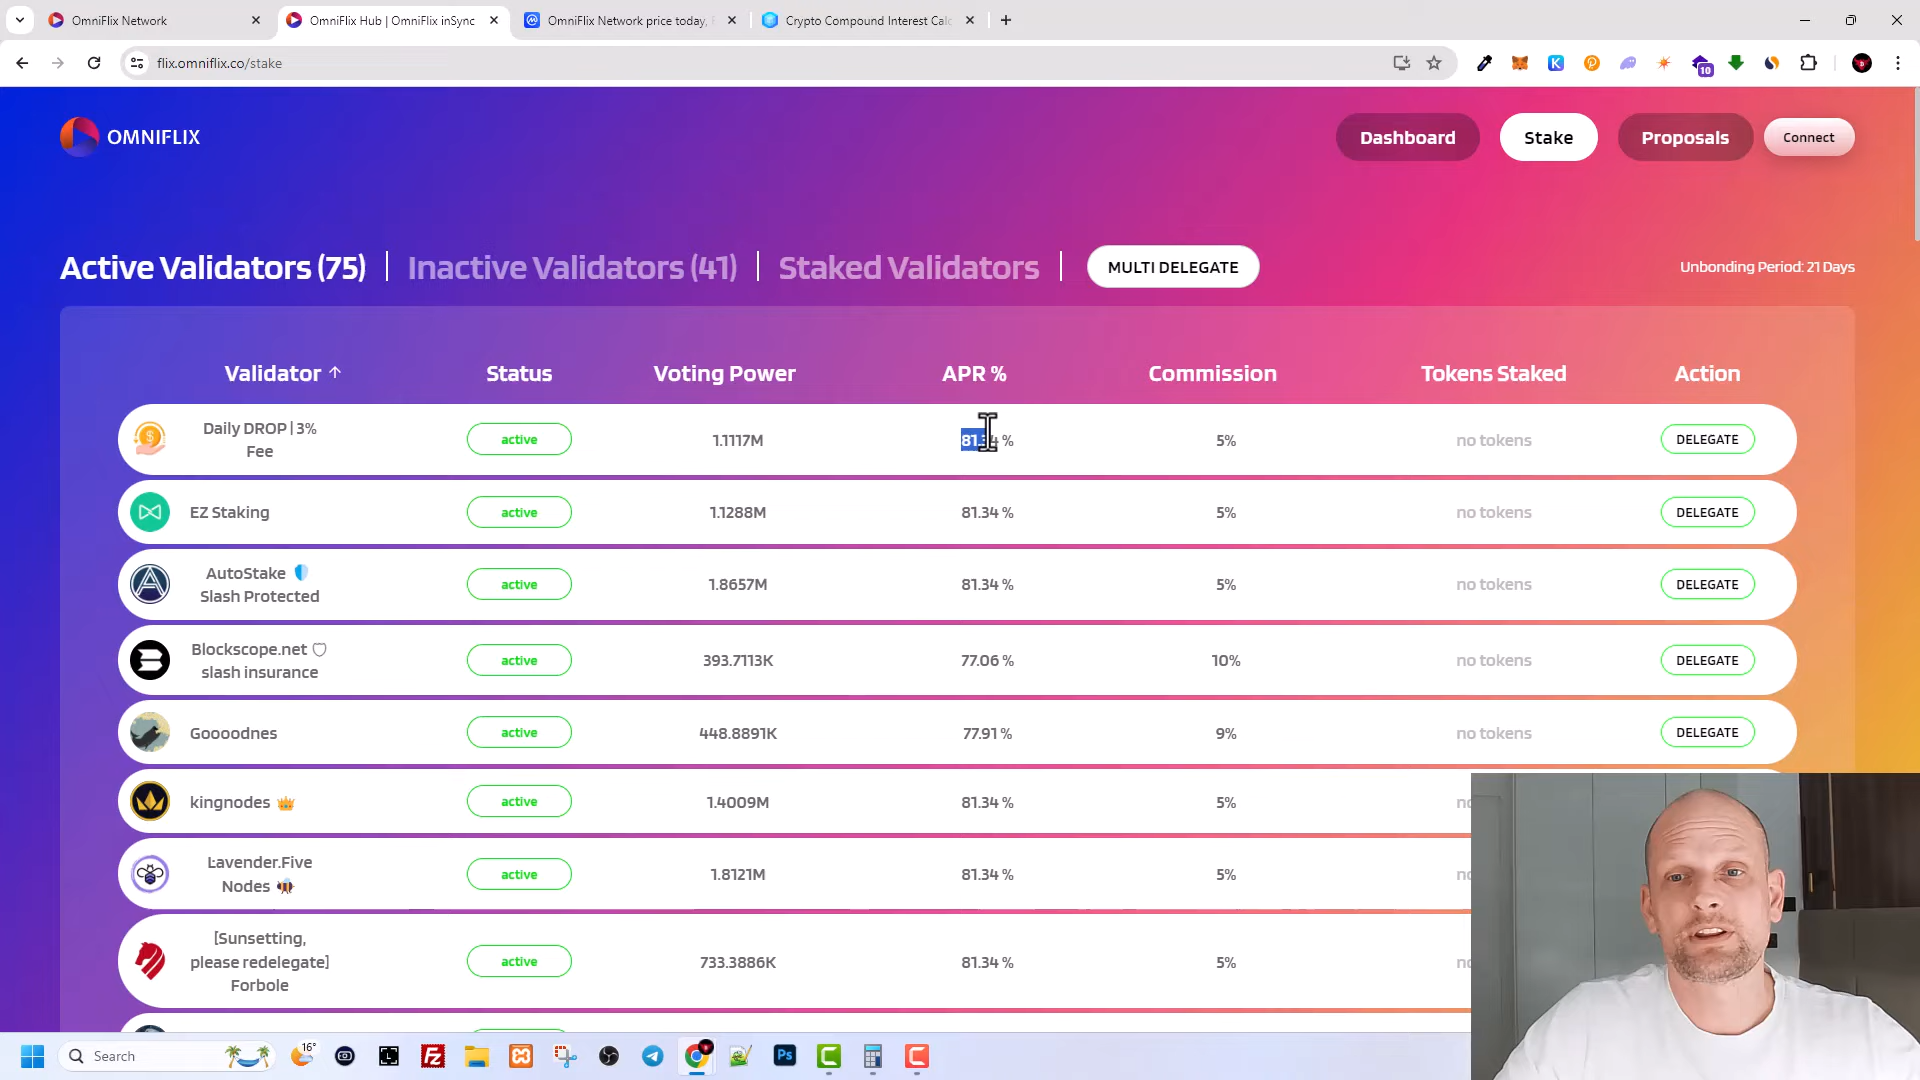 OmniFlix Network
OmniFlix Hub | OmniFlix inSync
OmniFlix Network price today,
Crypto Compound Interest Calc
flix.omniflix.co/stake
10
OMNIFLIX
Dashboard
Stake
Proposals
Connect
Active Validators (75)
Inactive Validators (41)
Staked Validators
MULTI DELEGATE
Unbonding Period: 21 Days
Validator ↑
Status
Voting Power
APR %
Commission
Tokens Staked
Action
Daily DROP | 3%
Fee
active
1.1117M
81.34 %
5%
no tokens
DELEGATE
EZ Staking
active
1.1288M
81.34 %
5%
no tokens
DELEGATE
AutoStake
Slash Protected
active
1.8657M
81.34 %
5%
no tokens
DELEGATE
Blockscope.net
slash insurance
active
393.7113K
77.06 %
10%
no tokens
DELEGATE
Goooodnes
active
448.8891K
77.91 %
9%
no tokens
DELEGATE
kingnodes
active
1.4009M
81.34 %
5%
Lavender.Five
Nodes
active
1.8121M
81.34 %
5%
[Sunsetting,
please redelegate]
Forbole
active
733.3886K
81.34 %
5%
Search
16°
Ps